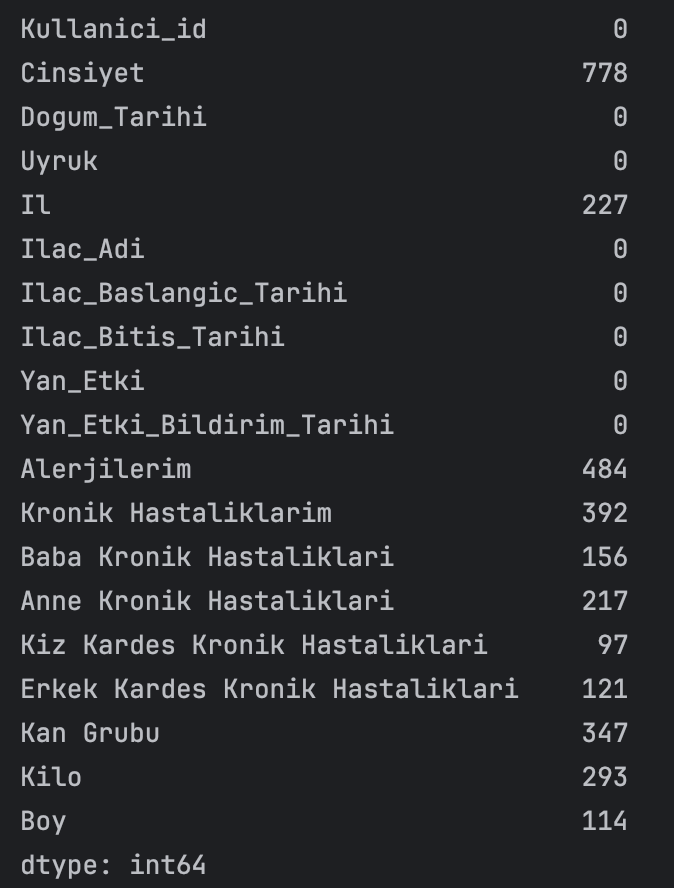 Kullanici_id 0
Cinsiyet 778
Dogum_Tarihi 0
Uyruk 0
Il 227
Ilac_Adi 0
Ilac_Baslangic_Tarihi 0
Ilac_Bitis_Tarihi 0
Yan_Etki 0
Yan_Etki_Bildirim_Tarihi 0
Alerjilerim 484
Kronik Hastaliklarim 392
Baba Kronik Hastaliklari 156
Anne Kronik Hastaliklari 217
Kiz Kardes Kronik Hastaliklari 97
Erkek Kardes Kronik Hastaliklari 121
Kan Grubu 347
Kilo 293
Boy 114
dtype: int64